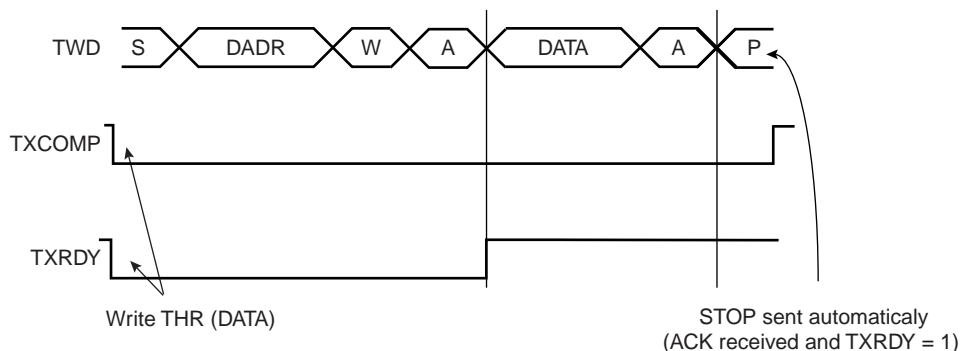 TWD S DADR W A DATA A P
TXCOMP
TXRDY
Write THR (DATA)
STOP sent automaticaly
(ACK received and TXRDY = 1)